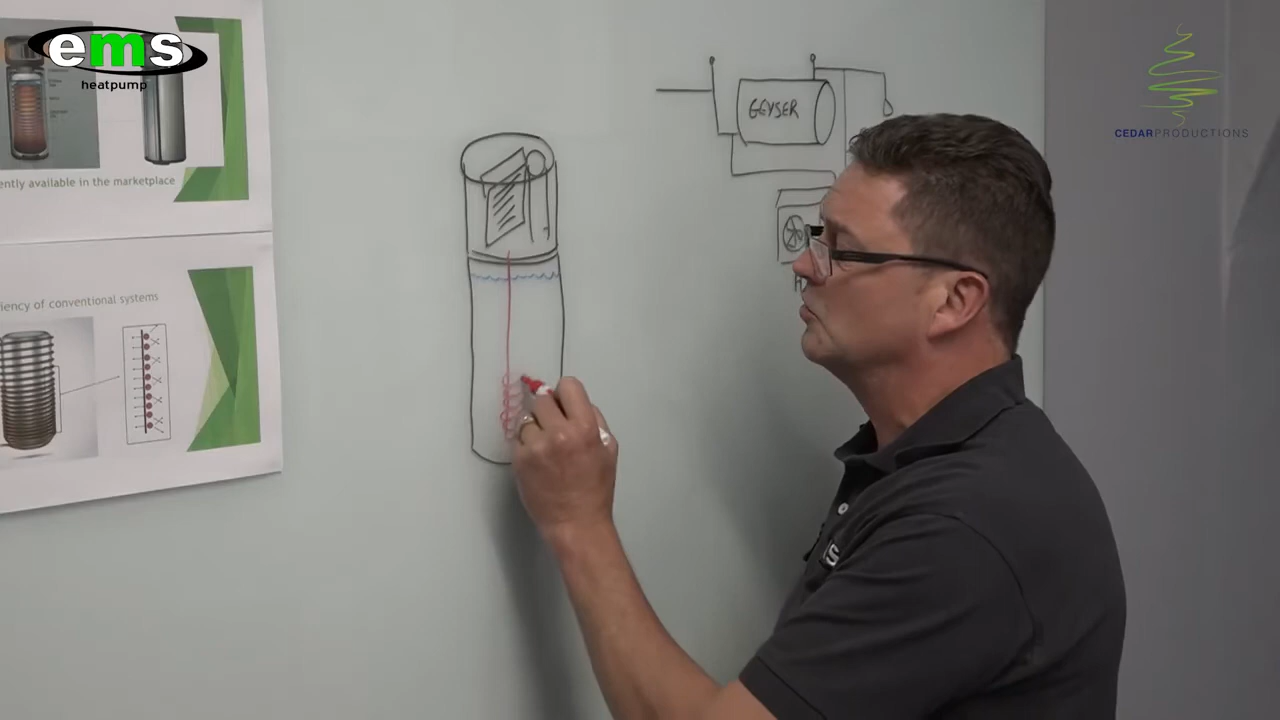 ems
heatpump
CEDARPRODUCTIONS
GEYSER
ently available in the marketplace
iency of conventional systems